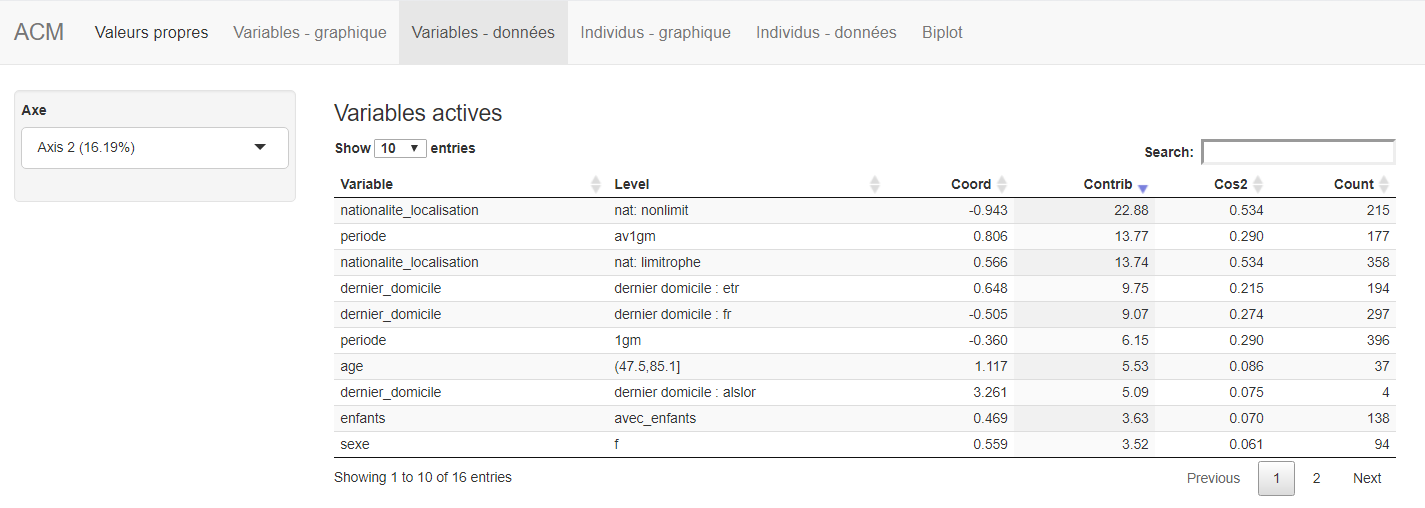 ACM Valeurs propres Variables - graphique Variables - données Individus - graphique Individus - données Biplot
Axe
Axis 2 (16.19%)
Variables actives
Show 10 entries
Search:
Variable Level Coord Contrib Cos2 Count
nationalite_localisation nat: nonlimit -0.943 22.88 0.534 215
periode av1gm 0.806 13.77 0.290 177
nationalite_localisation nat: limitrophe 0.566 13.74 0.534 358
dernier_domicile dernier domicile : etr 0.648 9.75 0.215 194
dernier_domicile dernier domicile : fr -0.505 9.07 0.274 297
periode 1gm -0.360 6.15 0.290 396
age (47.5,85.1] 1.117 5.53 0.086 37
dernier_domicile dernier domicile : alslor 3.261 5.09 0.075 4
enfants avec_enfants 0.469 3.63 0.070 138
sexe f 0.559 3.52 0.061 94
Showing 1 to 10 of 16 entries
Previous 1 2 Next